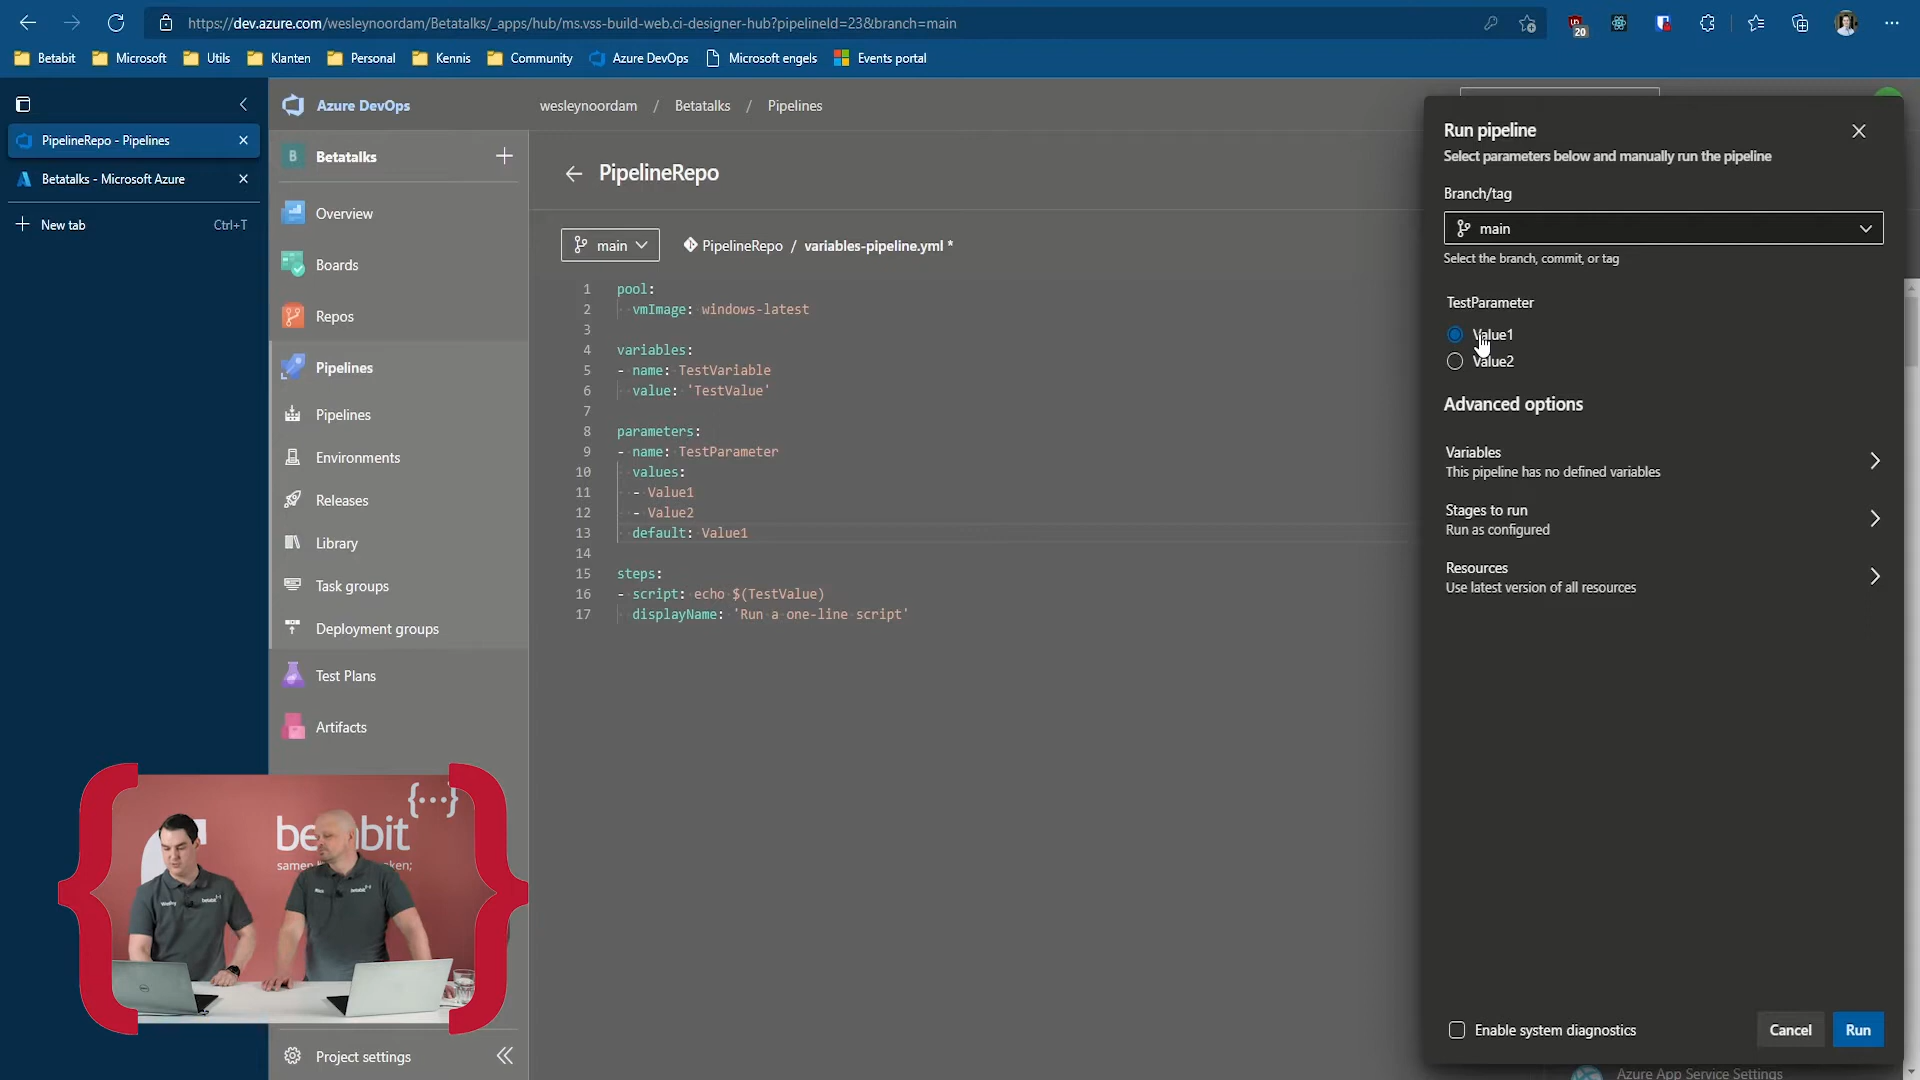 https://dev.azure.com/wesleynoordam/Betatalks/_apps/hub/ms.vss-build-web.ci-designer-hub?pipelineId=23&branch=main
20
Betabit
Microsoft
Utils
Klanten
Personal
Kennis
Community
Azure DevOps
Microsoft engels
Events portal
PipelineRepo - Pipelines
Betatalks - Microsoft Azure
New tab
Ctrl+T
Azure DevOps
wesleynoordam / Betatalks / Pipelines
B Betatalks
Overview
Boards
Repos
Pipelines
Pipelines
Environments
Releases
Library
Task groups
Deployment groups
Test Plans
Artifacts
Project settings
PipelineRepo
main
PipelineRepo / variables-pipeline.yml *
1 pool:
2 vmImage: windows-latest
3
4 variables:
5 - name: TestVariable
6 value: 'TestValue'
7
8 parameters:
9 - name: TestParameter
10 values:
11 - Value1
12 - Value2
13 default: Value1
14
15 steps:
16 - script: echo $(TestValue)
17 displayName: 'Run a one-line script'
Run pipeline
Select parameters below and manually run the pipeline
Branch/tag
main
Select the branch, commit, or tag
TestParameter
Value1
Value2
Advanced options
Variables
This pipeline has no defined variables
Stages to run
Run as configured
Resources
Use latest version of all resources
Enable system diagnostics
Cancel
Run
Azure App Service Settings
{...}
Wesley
betabit
betabit